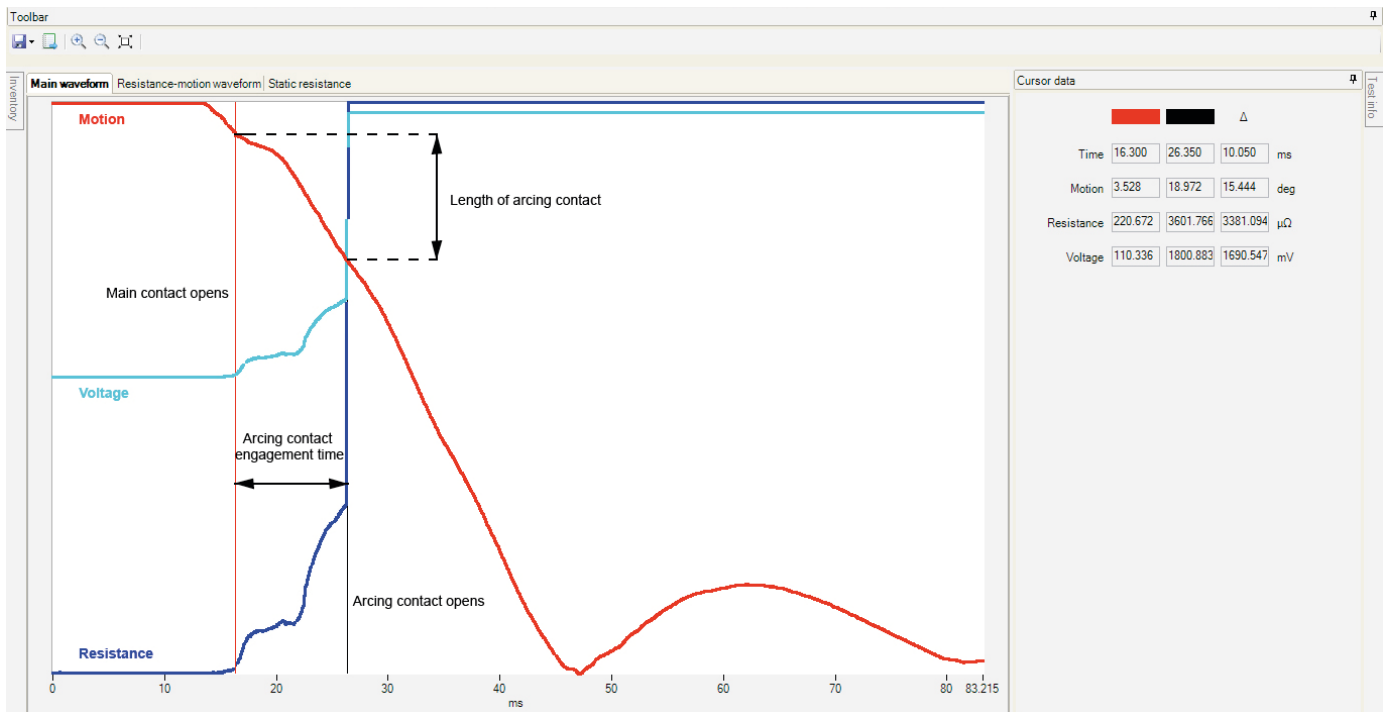 Toolbar
Inventory
Main waveform Resistance-motion waveform Static resistance
Motion
Length of arcing contact
Main contact opens
Voltage
Arcing contact
engagement time
Arcing contact opens
Resistance
0 10 20 30 40 50 60 70 80 83.215
ms
Cursor data
Δ
Time 16.300 26.350 10.050 ms
Motion 3.528 18.972 15.444 deg
Resistance 220.672 3601.766 3381.094 µΩ
Voltage 110.336 1800.883 1690.547 mV
Test info